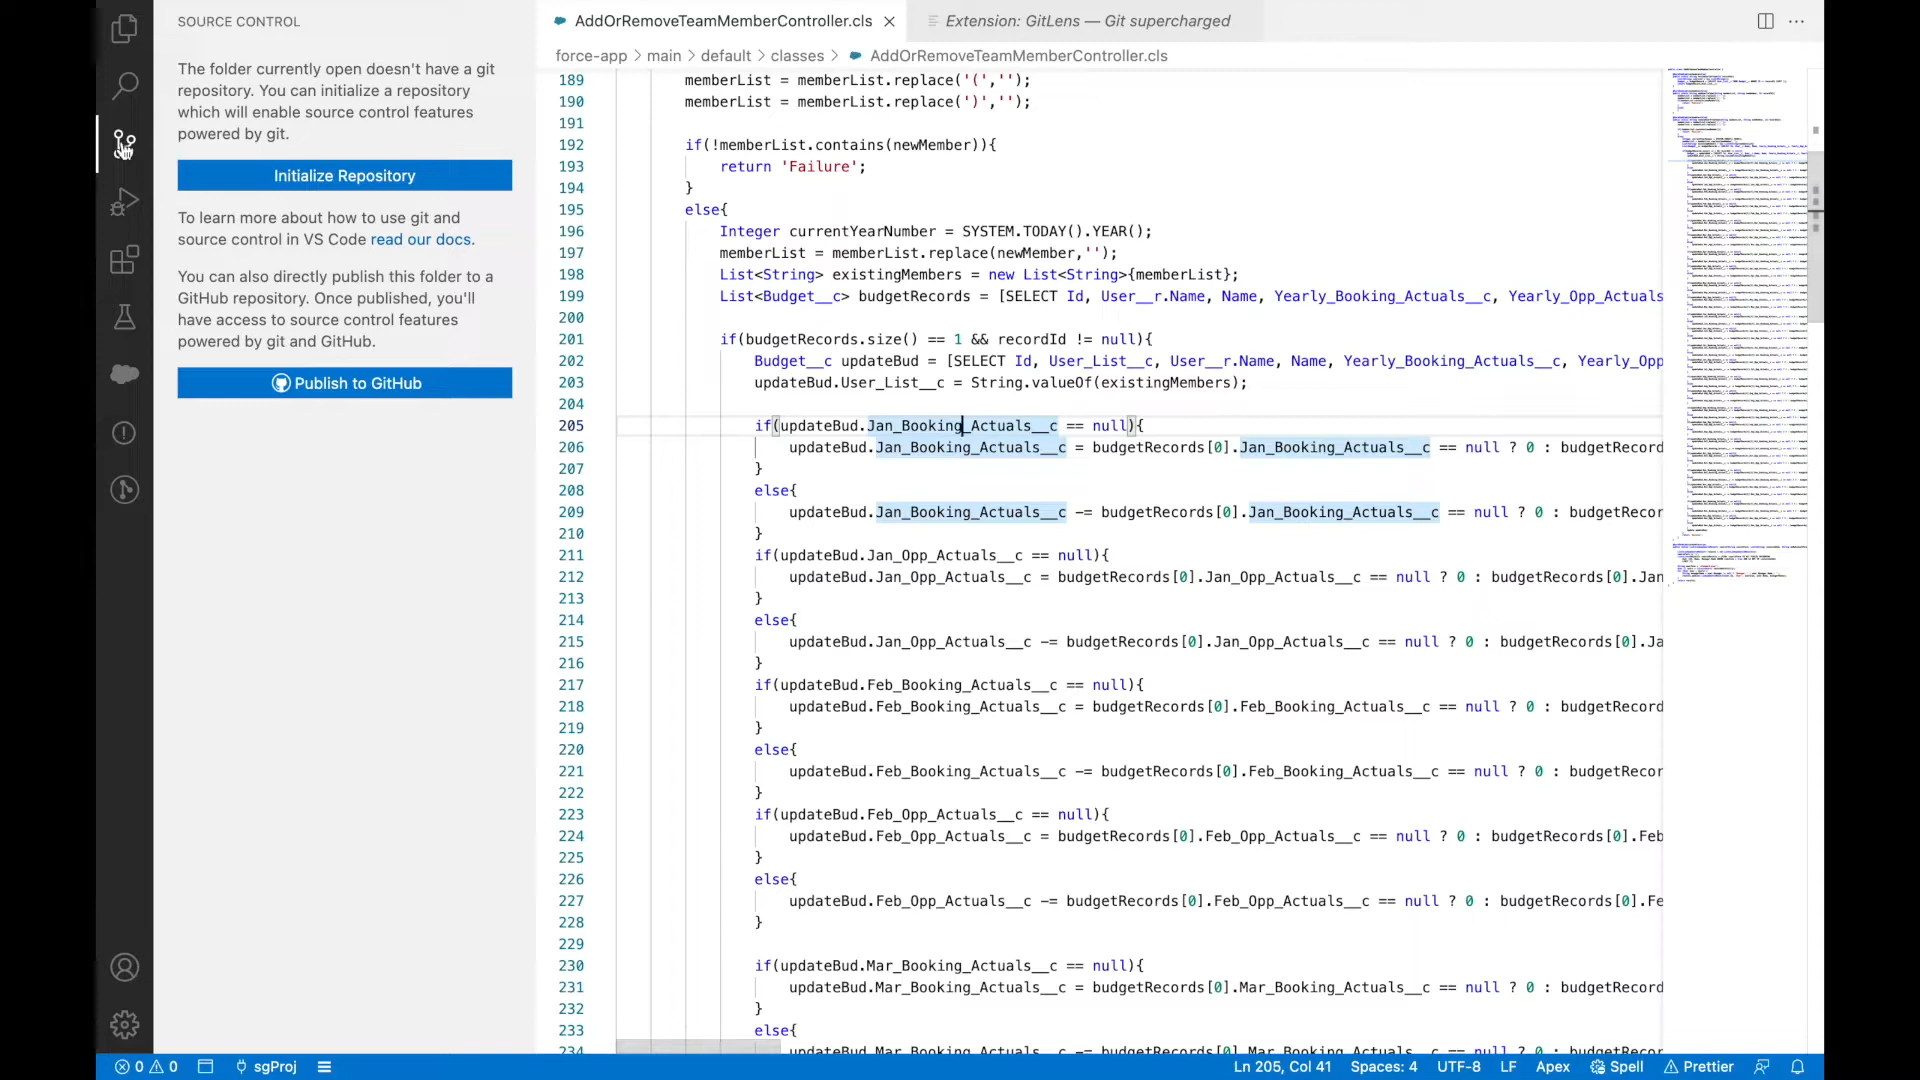 SOURCE CONTROL
The folder currently open doesn't have a git
repository. You can initialize a repository
which will enable source control features
powered by git.
Initialize Repository
To learn more about how to use git and
source control in VS Code read our docs.
You can also directly publish this folder to a
GitHub repository. Once published, you'll
have access to source control features
powered by git and GitHub.
Publish to GitHub
AddOrRemoveTeamMemberController.cls
Extension: GitLens — Git supercharged
force-app > main > default > classes > AddOrRemoveTeamMemberController.cls
189 memberList = memberList.replace('(','');
190 memberList = memberList.replace(')','');
191
192 if(!memberList.contains(newMember)){
193 return 'Failure';
194 }
195 else{
196 Integer currentYearNumber = SYSTEM.TODAY().YEAR();
197 memberList = memberList.replace(newMember,'');
198 List<String> existingMembers = new List<String>{memberList};
199 List<Budget__c> budgetRecords = [SELECT Id, User__r.Name, Name, Yearly_Booking_Actuals__c, Yearly_Opp_Actuals
200
201 if(budgetRecords.size() == 1 && recordId != null){
202 Budget__c updateBud = [SELECT Id, User_List__c, User__r.Name, Name, Yearly_Booking_Actuals__c, Yearly_Opp
203 updateBud.User_List__c = String.valueOf(existingMembers);
204
205 if(updateBud.Jan_Booking_Actuals__c == null){
206 updateBud.Jan_Booking_Actuals__c = budgetRecords[0].Jan_Booking_Actuals__c == null ? 0 : budgetRecord
207 }
208 else{
209 updateBud.Jan_Booking_Actuals__c -= budgetRecords[0].Jan_Booking_Actuals__c == null ? 0 : budgetRecor
210 }
211 if(updateBud.Jan_Opp_Actuals__c == null){
212 updateBud.Jan_Opp_Actuals__c = budgetRecords[0].Jan_Opp_Actuals__c == null ? 0 : budgetRecords[0].Jan
213 }
214 else{
215 updateBud.Jan_Opp_Actuals__c -= budgetRecords[0].Jan_Opp_Actuals__c == null ? 0 : budgetRecords[0].Ja
216 }
217 if(updateBud.Feb_Booking_Actuals__c == null){
218 updateBud.Feb_Booking_Actuals__c = budgetRecords[0].Feb_Booking_Actuals__c == null ? 0 : budgetRecord
219 }
220 else{
221 updateBud.Feb_Booking_Actuals__c -= budgetRecords[0].Feb_Booking_Actuals__c == null ? 0 : budgetRecor
222 }
223 if(updateBud.Feb_Opp_Actuals__c == null){
224 updateBud.Feb_Opp_Actuals__c = budgetRecords[0].Feb_Opp_Actuals__c == null ? 0 : budgetRecords[0].Feb
225 }
226 else{
227 updateBud.Feb_Opp_Actuals__c -= budgetRecords[0].Feb_Opp_Actuals__c == null ? 0 : budgetRecords[0].Fe
228 }
229
230 if(updateBud.Mar_Booking_Actuals__c == null){
231 updateBud.Mar_Booking_Actuals__c = budgetRecords[0].Mar_Booking_Actuals__c == null ? 0 : budgetRecord
232 }
233 else{
234 updateBud.Mar_Booking_Actuals__c -= budgetRecords[0].Mar_Booking_Actuals__c == null ? 0 : budgetRecor
0 0 sgProj Ln 205, Col 41 Spaces: 4 UTF-8 LF Apex Spell Prettier